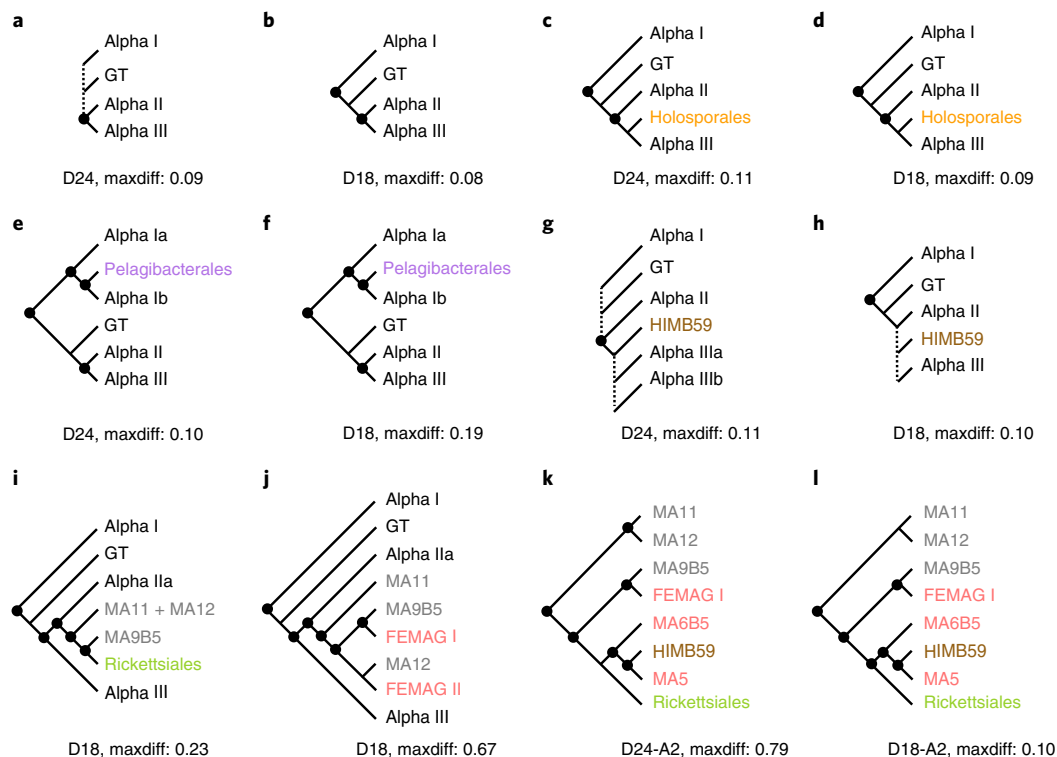 a
Alpha I
GT
Alpha II
Alpha III
D24, maxdiff: 0.09
b
Alpha I
GT
Alpha II
Alpha III
D18, maxdiff: 0.08
c
Alpha I
GT
Alpha II
Holosporales
Alpha III
D24, maxdiff: 0.11
d
Alpha I
GT
Alpha II
Holosporales
Alpha III
D18, maxdiff: 0.09
e
Alpha Ia
Pelagibacterales
Alpha Ib
GT
Alpha II
Alpha III
D24, maxdiff: 0.10
f
Alpha Ia
Pelagibacterales
Alpha Ib
GT
Alpha II
Alpha III
D18, maxdiff: 0.19
g
Alpha I
GT
Alpha II
HIMB59
Alpha IIIa
Alpha IIIb
D24, maxdiff: 0.11
h
Alpha I
GT
Alpha II
HIMB59
Alpha III
D18, maxdiff: 0.10
i
Alpha I
GT
Alpha IIa
MA11 + MA12
MA9B5
Rickettsiales
Alpha III
D18, maxdiff: 0.23
j
Alpha I
GT
Alpha IIa
MA11
MA9B5
FEMAG I
MA12
FEMAG II
Alpha III
D18, maxdiff: 0.67
k
MA11
MA12
MA9B5
FEMAG I
MA6B5
HIMB59
MA5
Rickettsiales
D24-A2, maxdiff: 0.79
l
MA11
MA12
MA9B5
FEMAG I
MA6B5
HIMB59
MA5
Rickettsiales
D18-A2, maxdiff: 0.10